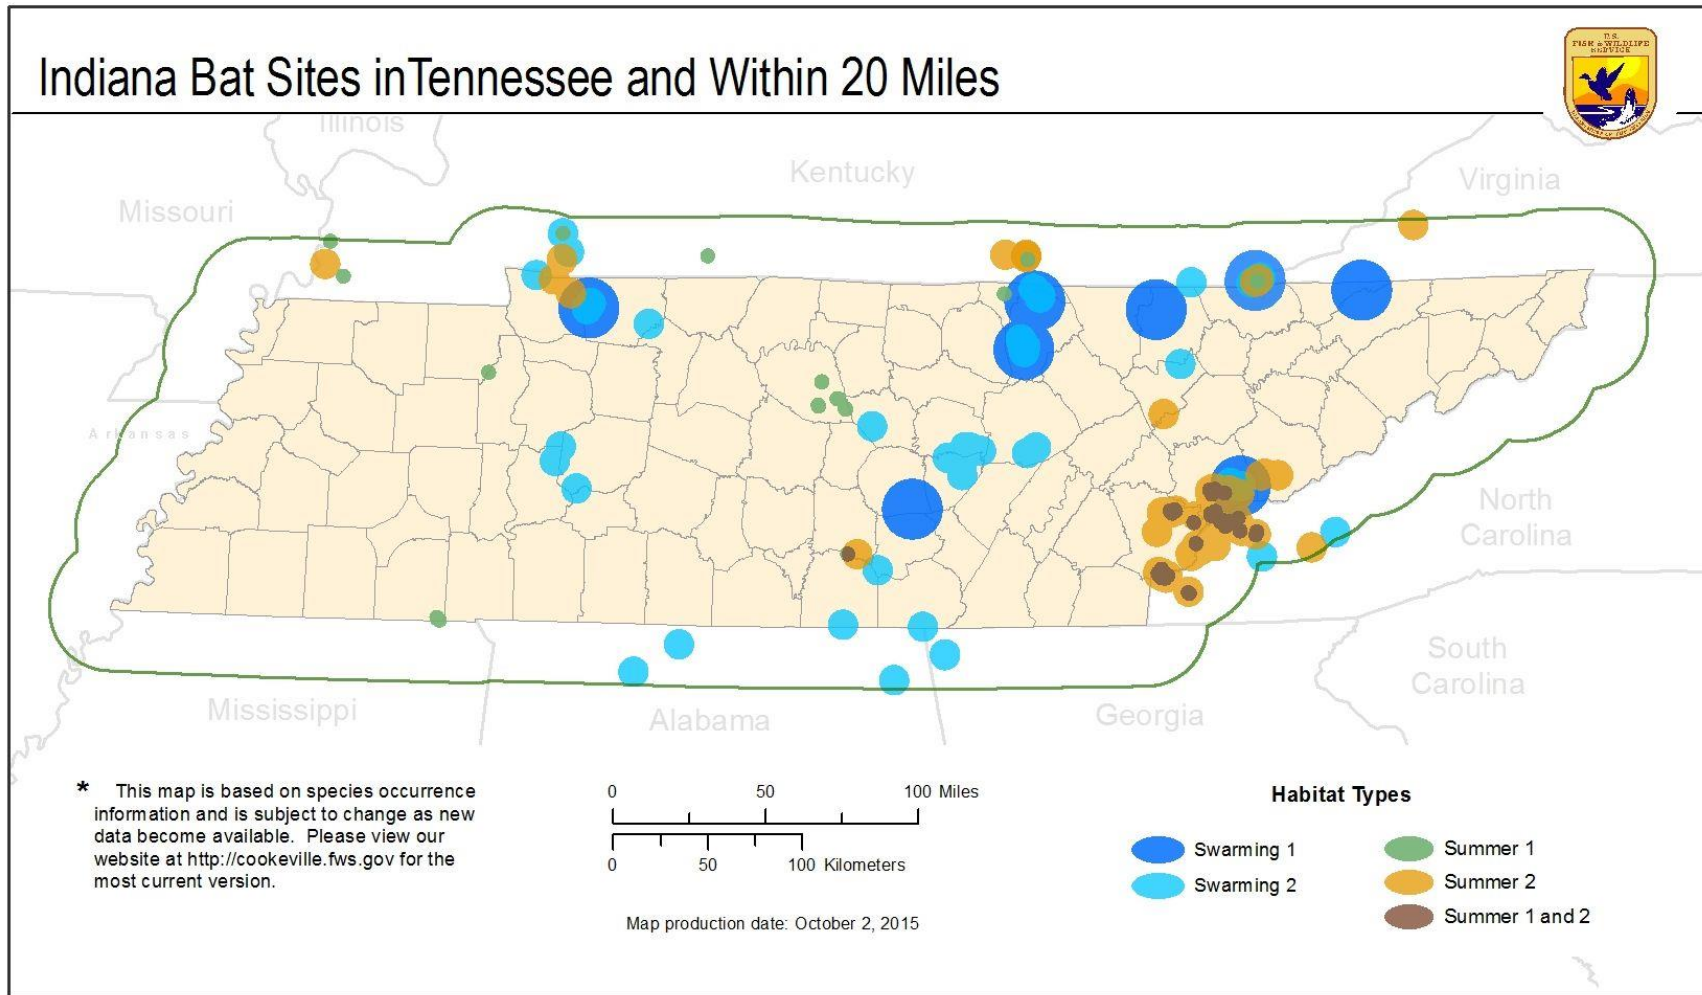 Indiana Bat Sites inTennessee and Within 20 Miles
U.S.
FISH & WILDLIFE
SERVICE
Illinois
Kentucky
Virginia
Missouri
Arkansas
North
Carolina
South
Carolina
Mississippi
Alabama
Georgia
* This map is based on species occurrence
information and is subject to change as new
data become available. Please view our
website at http://cookeville.fws.gov for the
most current version.
0 50 100 Miles
0 50 100 Kilometers
Map production date: October 2, 2015
Habitat Types
Swarming 1
Swarming 2
Summer 1
Summer 2
Summer 1 and 2